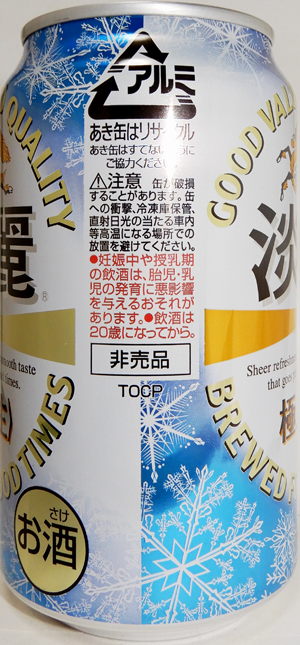 アルミ
あき缶はリサイクル
あき缶はすてないように
ご協力ください
⚠注意 缶が破損
することがあります。缶
への衝撃、冷凍庫保管、
直射日光の当たる車内
等高温になる場所での
放置を避けてください。
●妊娠中や授乳期
の飲酒は、胎児・乳
児の発育に悪影響
を与えるおそれが
あります。●飲酒は
20歳になってから。
非売品
TOCP
さけ
お酒
QUALITY
麗
®
smooth taste
TIMES
GOOD VAL
淡
Sheer refresh
that goes
BREWED
極